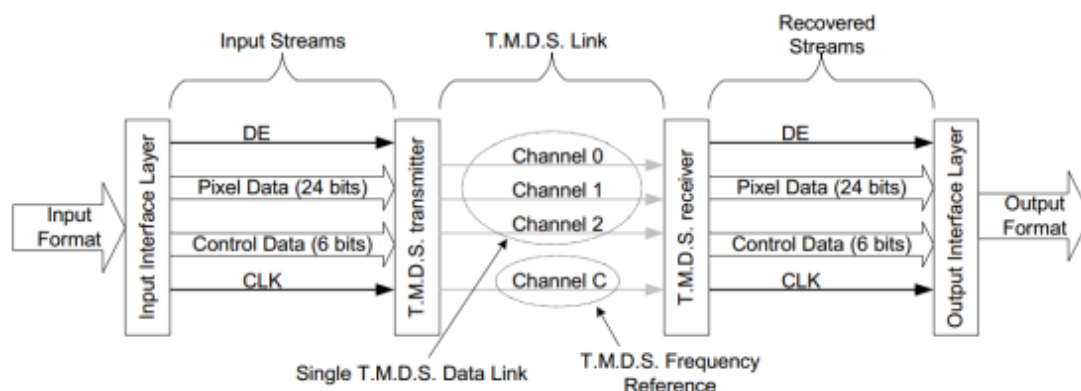 Input Streams
T.M.D.S. Link
Recovered
Streams
Input
Format
Input Interface Layer
DE
Pixel Data (24 bits)
Control Data (6 bits)
CLK
T.M.D.S. transmitter
Channel 0
Channel 1
Channel 2
Channel C
T.M.D.S. receiver
DE
Pixel Data (24 bits)
Control Data (6 bits)
CLK
Output Interface Layer
Output
Format
Single T.M.D.S. Data Link
T.M.D.S. Frequency
Reference